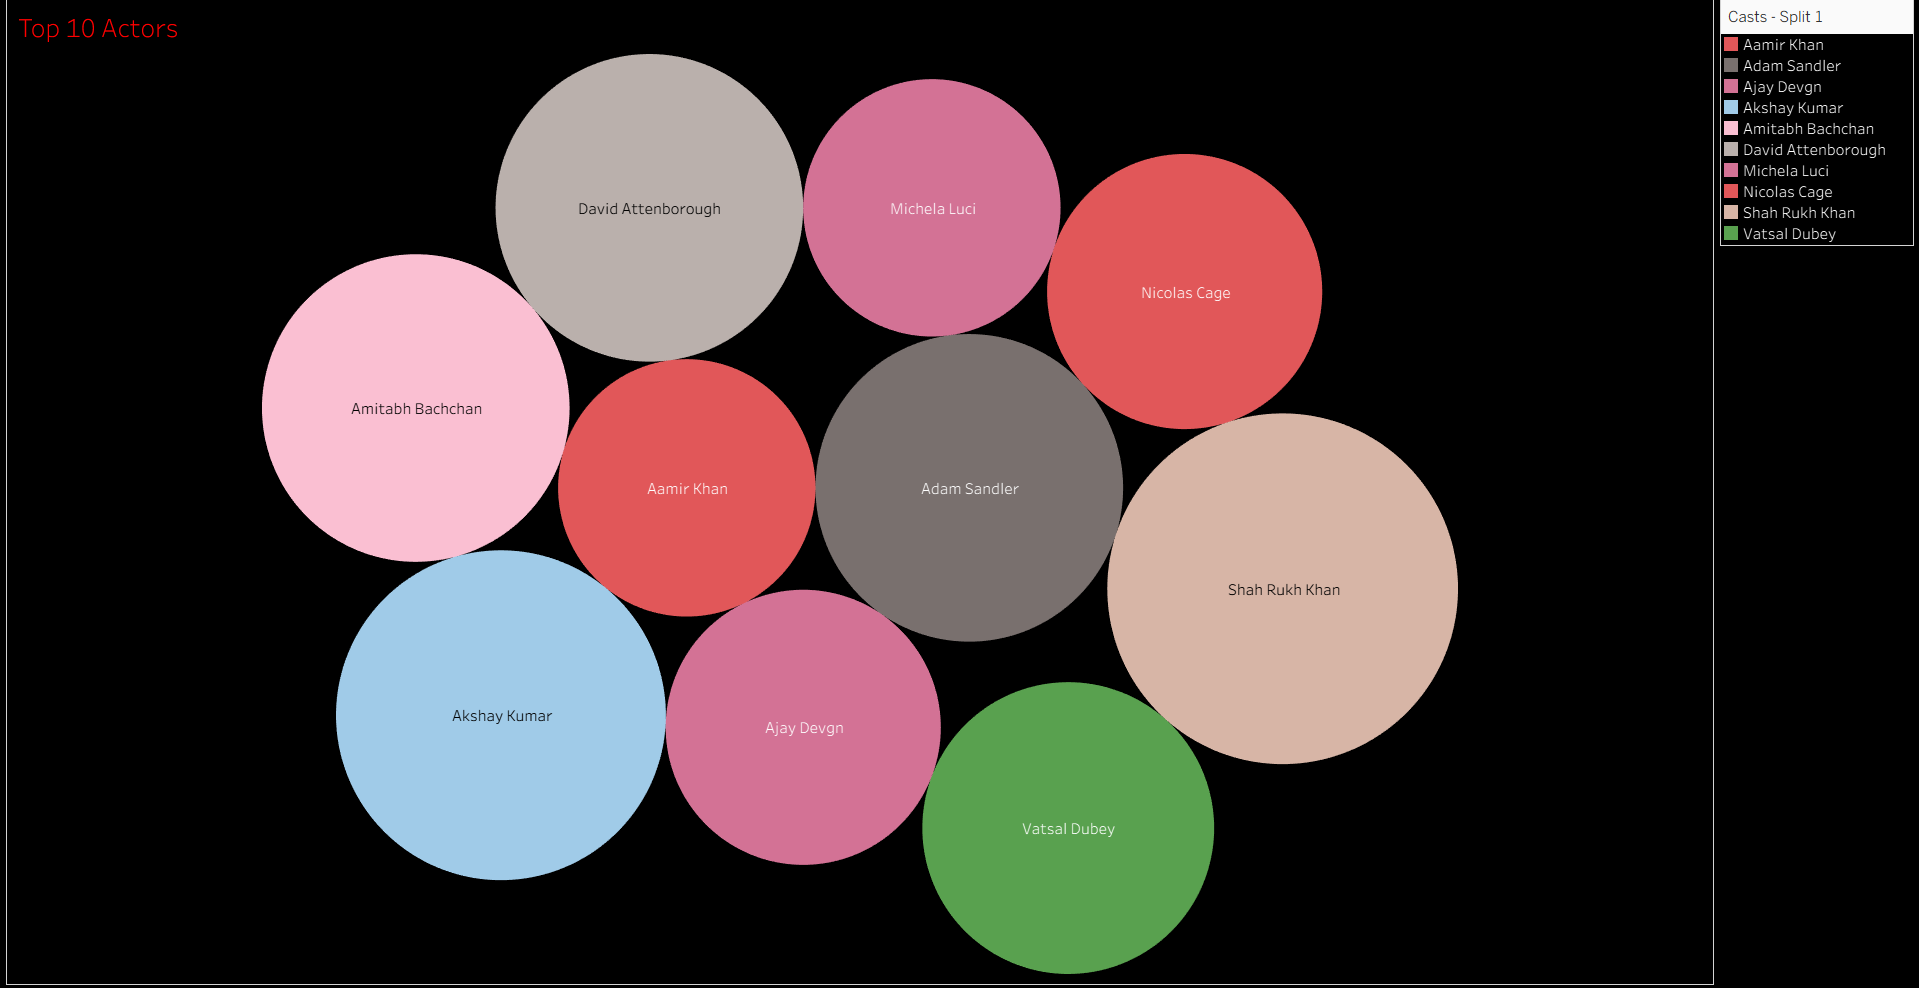 Top 10 Actors
David Attenborough
Michela Luci
Nicolas Cage
Amitabh Bachchan
Aamir Khan
Adam Sandler
Shah Rukh Khan
Akshay Kumar
Ajay Devgn
Vatsal Dubey
Casts - Split 1
Aamir Khan
Adam Sandler
Ajay Devgn
Akshay Kumar
Amitabh Bachchan
David Attenborough
Michela Luci
Nicolas Cage
Shah Rukh Khan
Vatsal Dubey